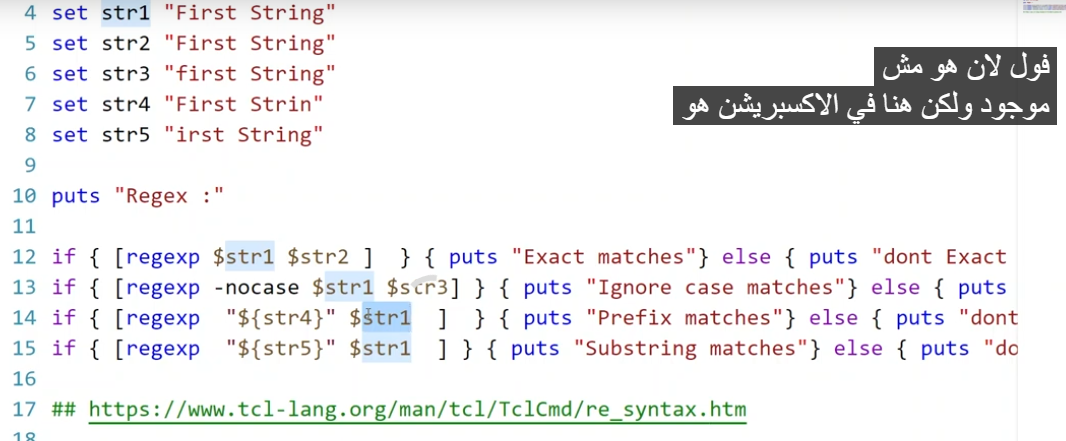 4 set str1 "First String"
5 set str2 "First String"
6 set str3 "first String"
7 set str4 "First Strin"
8 set str5 "irst String"
9
10 puts "Regex :"
11
12 if { [regexp $str1 $str2 ]  } { puts "Exact matches"} else { puts "dont Exact
13 if { [regexp -nocase $str1 $str3] } { puts "Ignore case matches"} else { puts
14 if { [regexp  "${str4}" $str1  ]  } { puts "Prefix matches"} else { puts "dont
15 if { [regexp  "${str5}" $str1  ] } { puts "Substring matches"} else { puts "do
16
17 ## https://www.tcl-lang.org/man/tcl/TclCmd/re_syntax.htm
18
فول لان هو مش
موجود ولكن هنا في الاكسبريشن هو